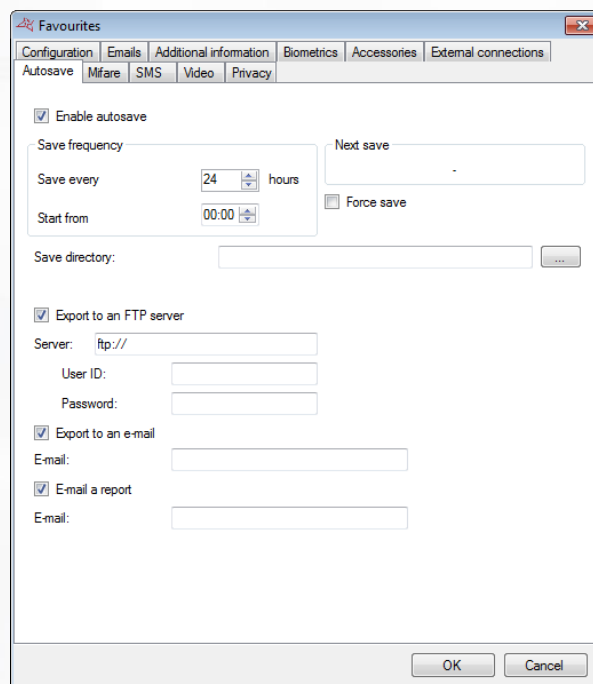 Favourites
Configuration Emails Additional information Biometrics Accessories External connections
Autosave Mifare SMS Video Privacy
Enable autosave
Save frequency Next save
Save every 24 hours -
Force save
Start from 00:00
Save directory: ...
Export to an FTP server
Server: ftp://
User ID:
Password:
Export to an e-mail
E-mail:
E-mail a report
E-mail:
OK Cancel